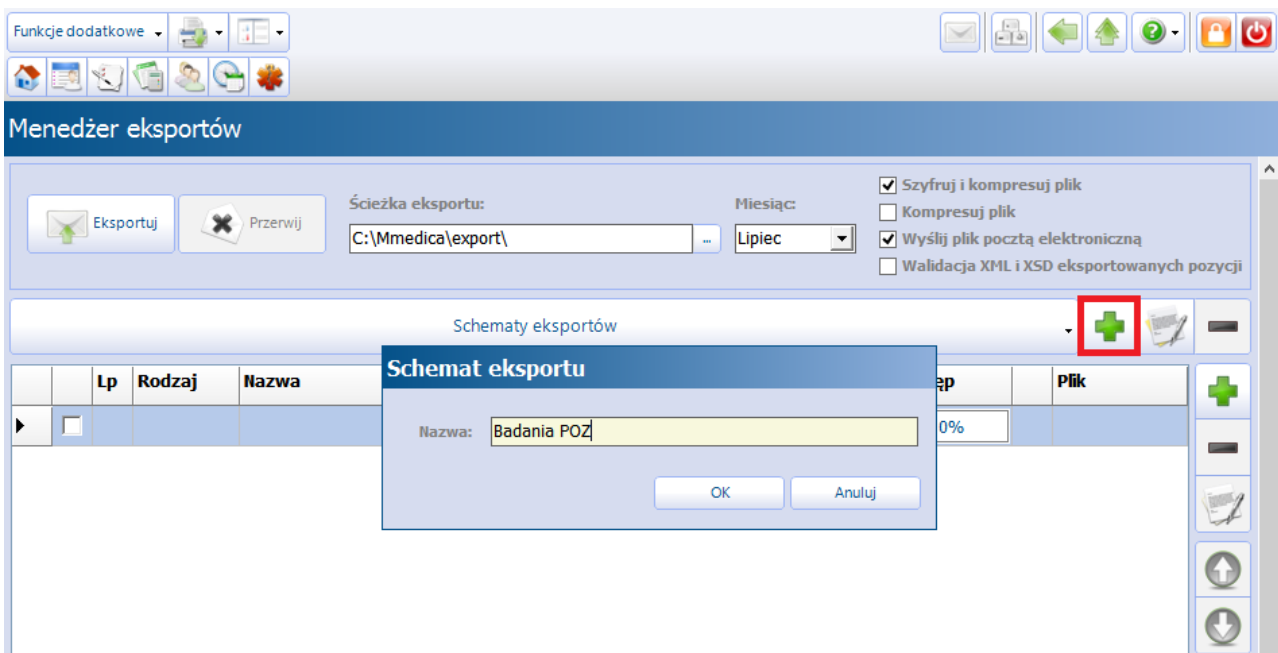 Funkcje dodatkowe
Menedżer eksportów
Eksportuj
Przerwij
Ścieżka eksportu:
C:\Mmedica\export\
...
Miesiąc:
Lipiec
Szyfruj i kompresuj plik
Kompresuj plik
Wyślij plik pocztą elektroniczną
Walidacja XML i XSD eksportowanych pozycji
Schematy eksportów
Lp Rodzaj Nazwa ęp Plik
0%
Schemat eksportu
Nazwa: Badania POZ
OK Anuluj